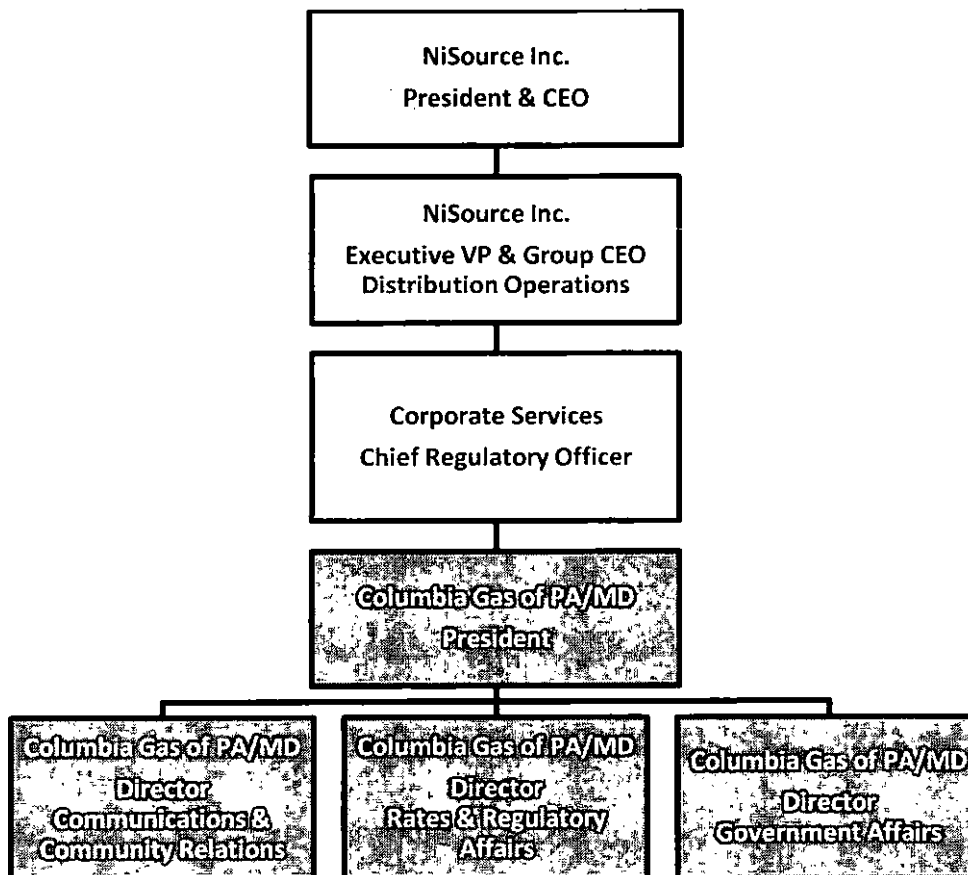 NiSource Inc.
President & CEO
NiSource Inc.
Executive VP & Group CEO
Distribution Operations
Corporate Services
Chief Regulatory Officer
Columbia Gas of PA/MD
President
Columbia Gas of PA/MD
Director
Communications &
Community Relations
Columbia Gas of PA/MD
Director
Rates & Regulatory
Affairs
Columbia Gas of PA/MD
Director
Government Affairs